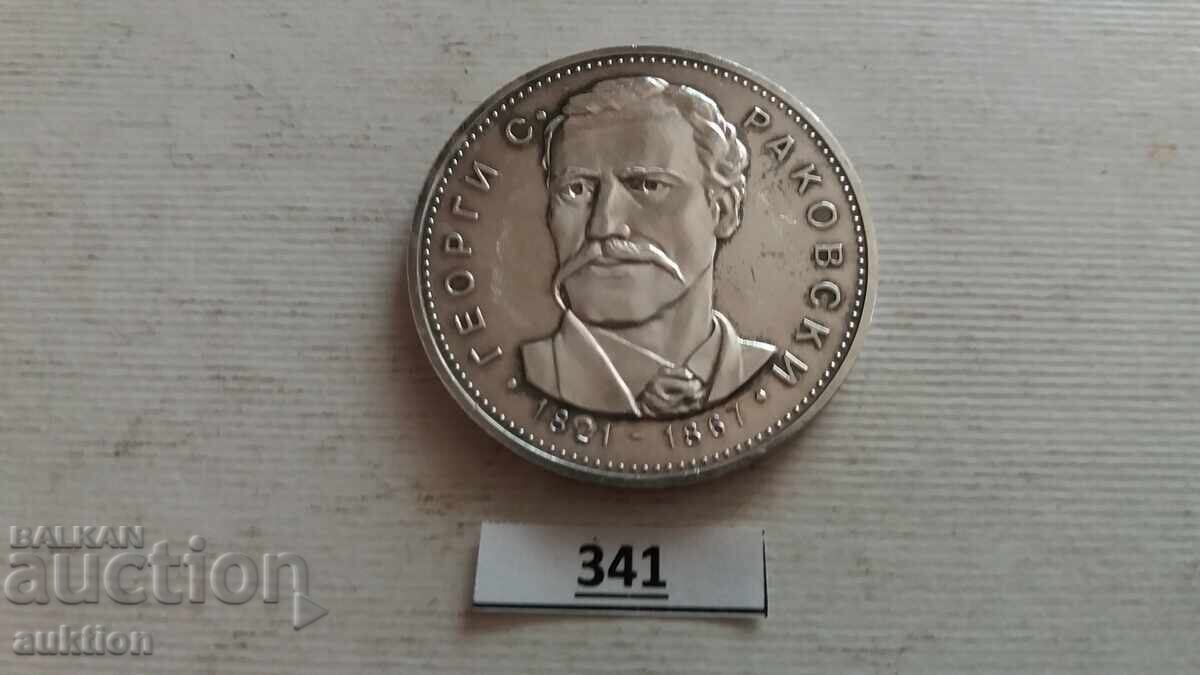 ГЕОРГИ С. РАКОВСКИ
1821 - 1867
341
BALKAN
auction
auktion